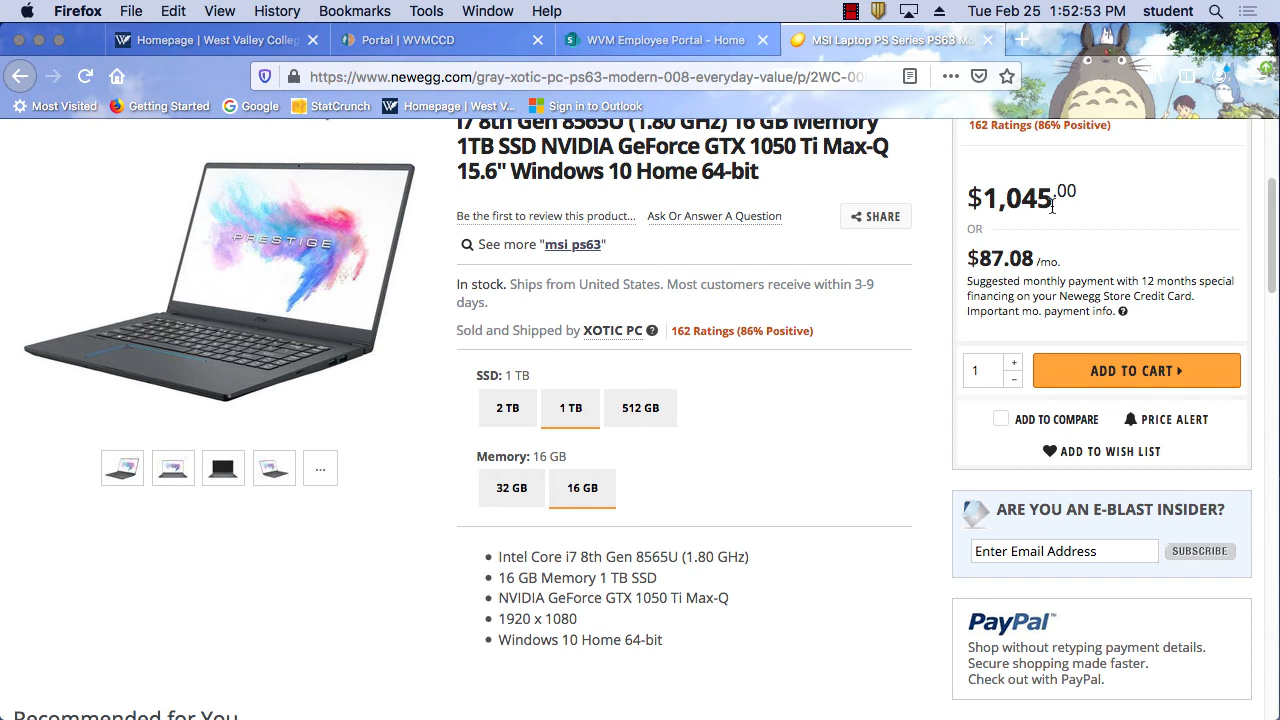 Firefox File Edit View History Bookmarks Tools Window Help Tue Feb 25 1:52:53 PM student
Homepage | West Valley Colleg Portal | WVMCCD WVM Employee Portal - Home MSI Laptop PS Series PS63 Mo
https://www.newegg.com/gray-xotic-pc-ps63-modern-008-everyday-value/p/2WC-00
Most Visited Getting Started Google StatCrunch Homepage | West V... Sign in to Outlook
i7 8th Gen 8565U (1.80 GHz) 16 GB Memory
1TB SSD NVIDIA GeForce GTX 1050 Ti Max-Q
15.6" Windows 10 Home 64-bit
Be the first to review this product... Ask Or Answer A Question SHARE
See more "msi ps63"
In stock. Ships from United States. Most customers receive within 3-9
days.
Sold and Shipped by XOTIC PC 162 Ratings (86% Positive)
SSD: 1 TB
2 TB 1 TB 512 GB
Memory: 16 GB
32 GB 16 GB
Intel Core i7 8th Gen 8565U (1.80 GHz)
16 GB Memory 1 TB SSD
NVIDIA GeForce GTX 1050 Ti Max-Q
1920 x 1080
Windows 10 Home 64-bit
PRESTIGE
msi
...
162 Ratings (86% Positive)
$1,045.00
OR
$87.08 /mo.
Suggested monthly payment with 12 months special
financing on your Newegg Store Credit Card.
Important mo. payment info.
1 + - ADD TO CART
ADD TO COMPARE PRICE ALERT
ADD TO WISH LIST
ARE YOU AN E-BLAST INSIDER?
Enter Email Address SUBSCRIBE
PayPal™
Shop without retyping payment details.
Secure shopping made faster.
Check out with PayPal.
Recommended for You